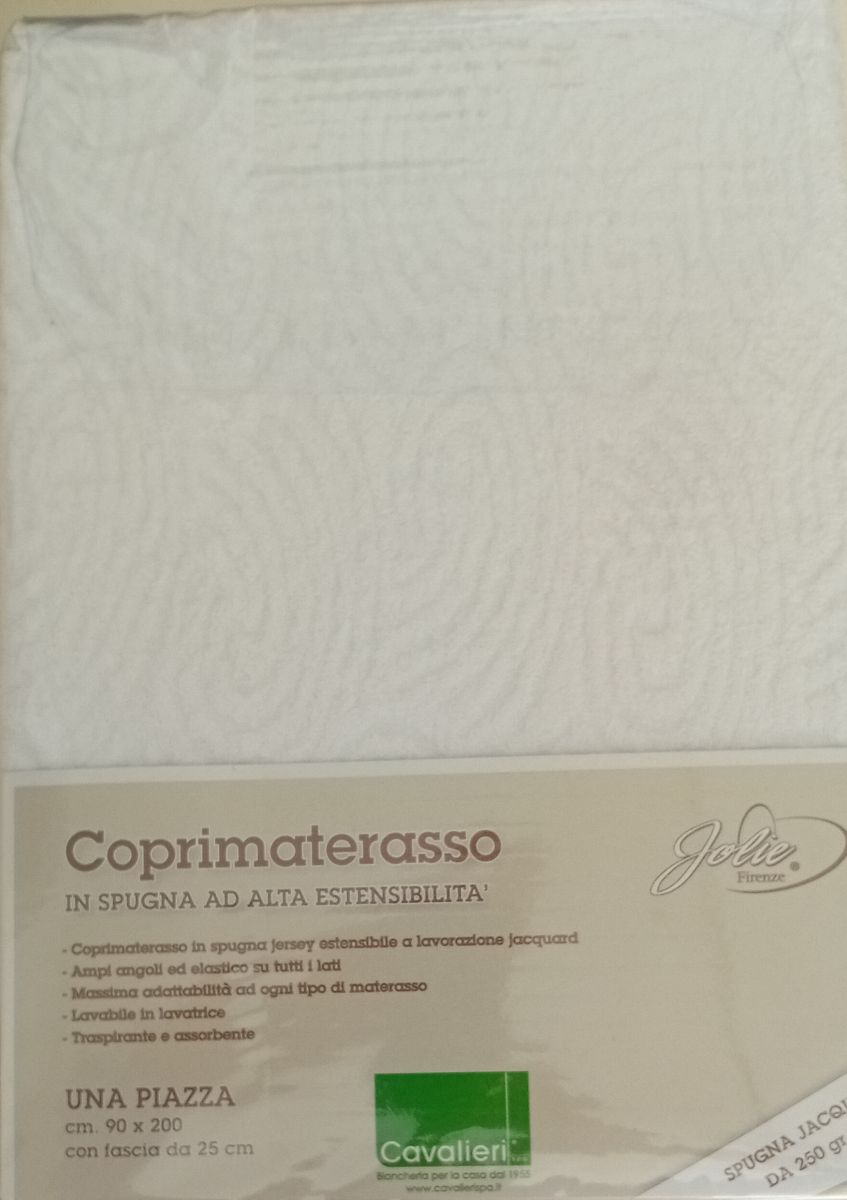 Coprimaterasso
IN SPUGNA AD ALTA ESTENSIBILITA'
Jolie®
Firenze
- Coprimaterasso in spugna jersey estensibile a lavorazione jacquard
- Ampi angoli ed elastico su tutti i lati
- Massima adattabilità ad ogni tipo di materasso
- Lavabile in lavatrice
- Traspirante e assorbente
UNA PIAZZA
cm. 90 x 200
con fascia da 25 cm
Cavalieri
Biancheria per la casa dal 1955
www.cavalierispa.it
SPUGNA JACQU
DA 250 gr